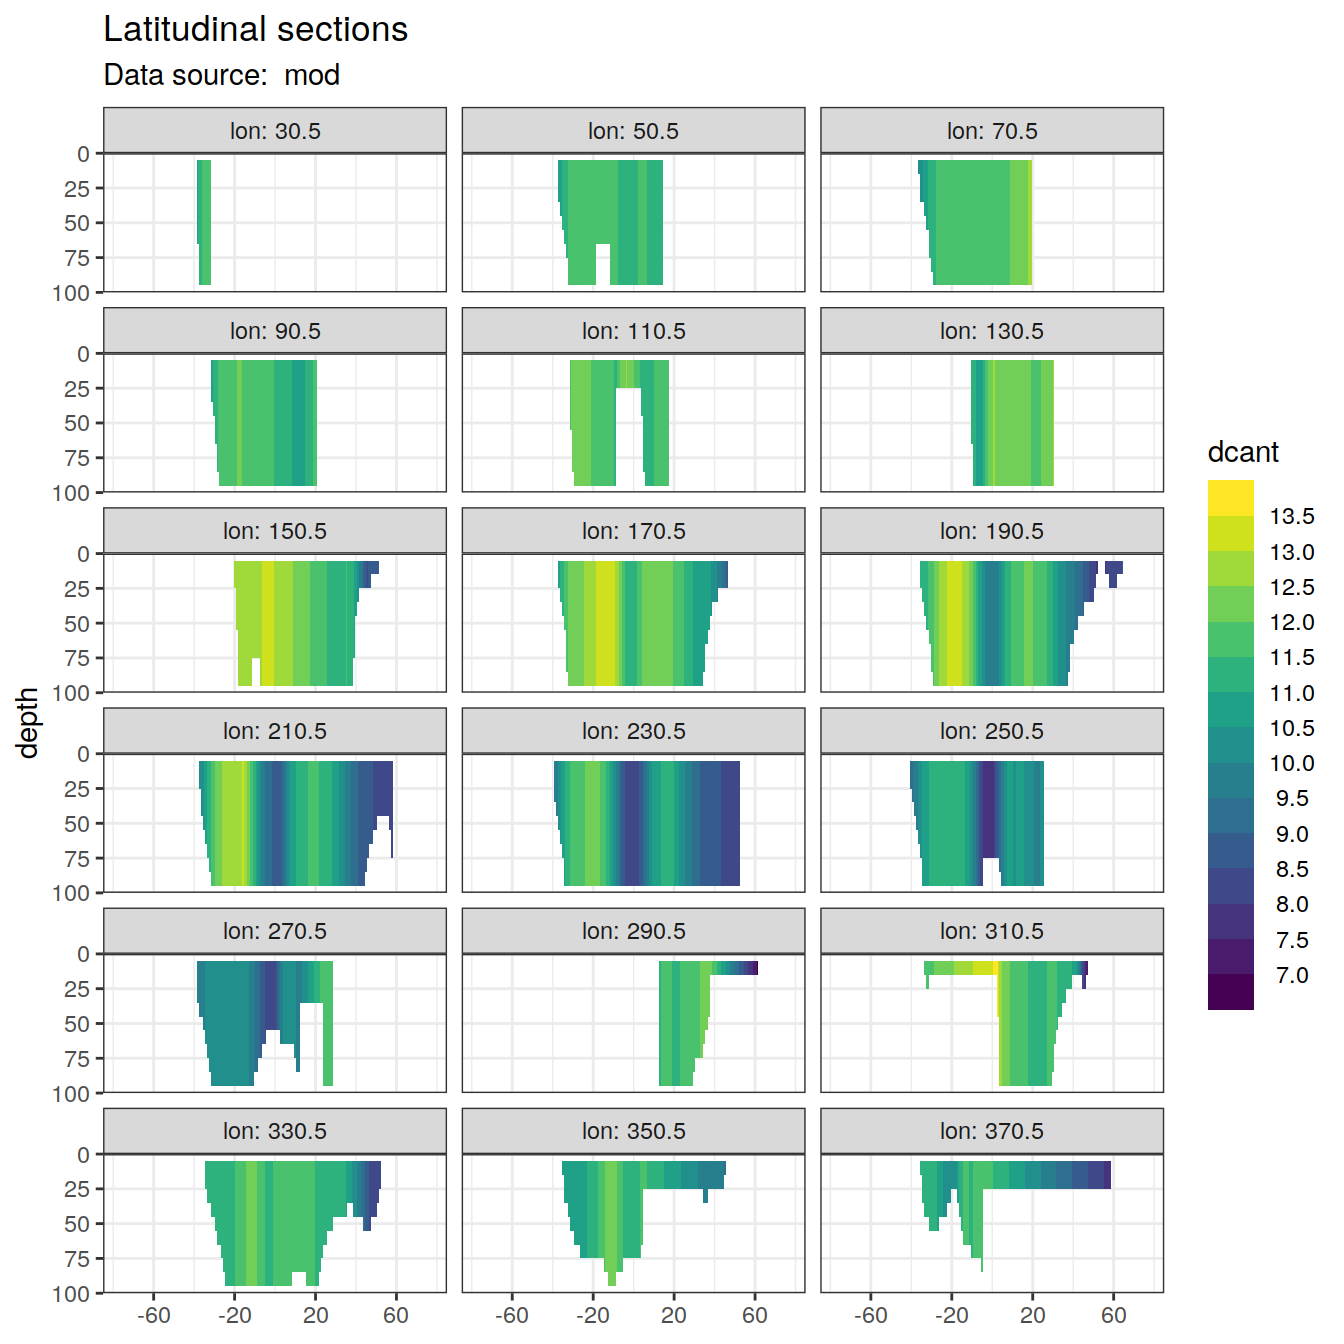 Latitudinal sections
Data source:  mod
lon: 30.5
lon: 50.5
lon: 70.5
0
25
50
75
100
lon: 90.5
lon: 110.5
lon: 130.5
0
25
50
75
100
lon: 150.5
lon: 170.5
lon: 190.5
0
25
50
75
100
lon: 210.5
lon: 230.5
lon: 250.5
0
25
50
75
100
lon: 270.5
lon: 290.5
lon: 310.5
0
25
50
75
100
lon: 330.5
lon: 350.5
lon: 370.5
0
25
50
75
100
-60 -20 20 60
-60 -20 20 60
-60 -20 20 60
depth
dcant
13.5
13.0
12.5
12.0
11.5
11.0
10.5
10.0
9.5
9.0
8.5
8.0
7.5
7.0